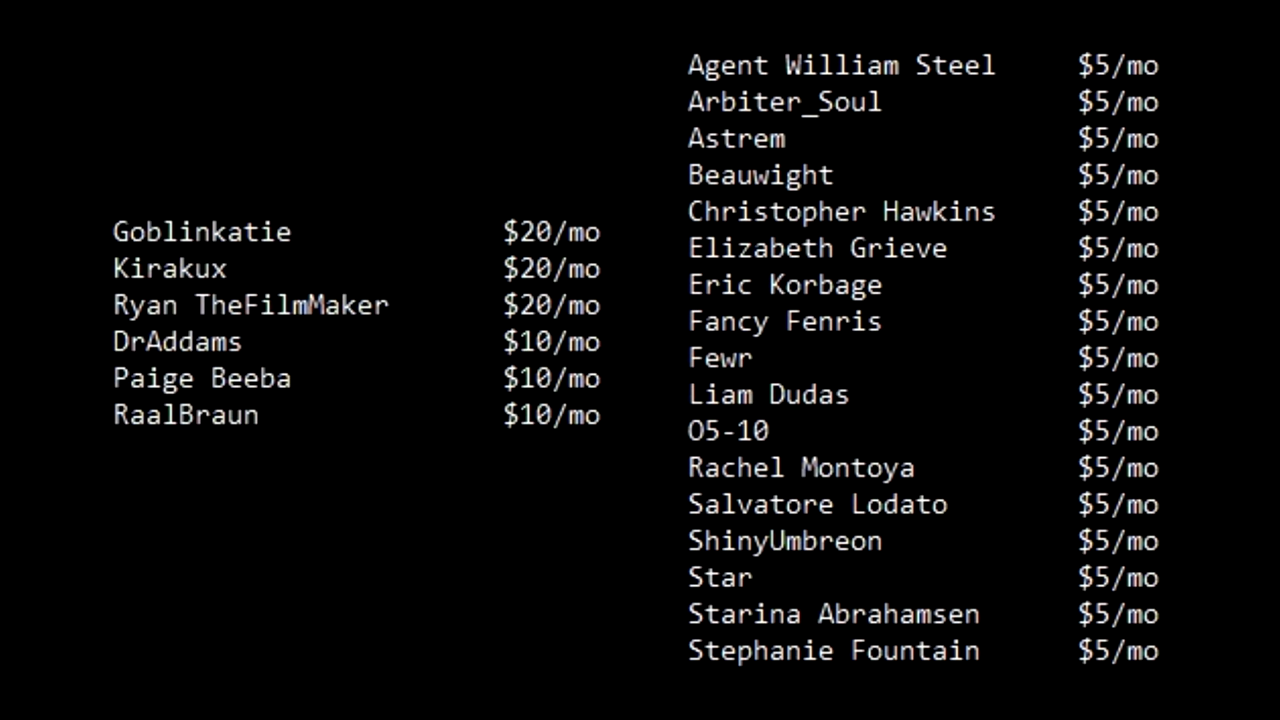 Goblinkatie $20/mo
Kirakux $20/mo
Ryan TheFilmMaker $20/mo
DrAddams $10/mo
Paige Beeba $10/mo
RaalBraun $10/mo
Agent William Steel $5/mo
Arbiter_Soul $5/mo
Astrem $5/mo
Beauwight $5/mo
Christopher Hawkins $5/mo
Elizabeth Grieve $5/mo
Eric Korbage $5/mo
Fancy Fenris $5/mo
Fewr $5/mo
Liam Dudas $5/mo
O5-10 $5/mo
Rachel Montoya $5/mo
Salvatore Lodato $5/mo
ShinyUmbreon $5/mo
Star $5/mo
Starina Abrahamsen $5/mo
Stephanie Fountain $5/mo